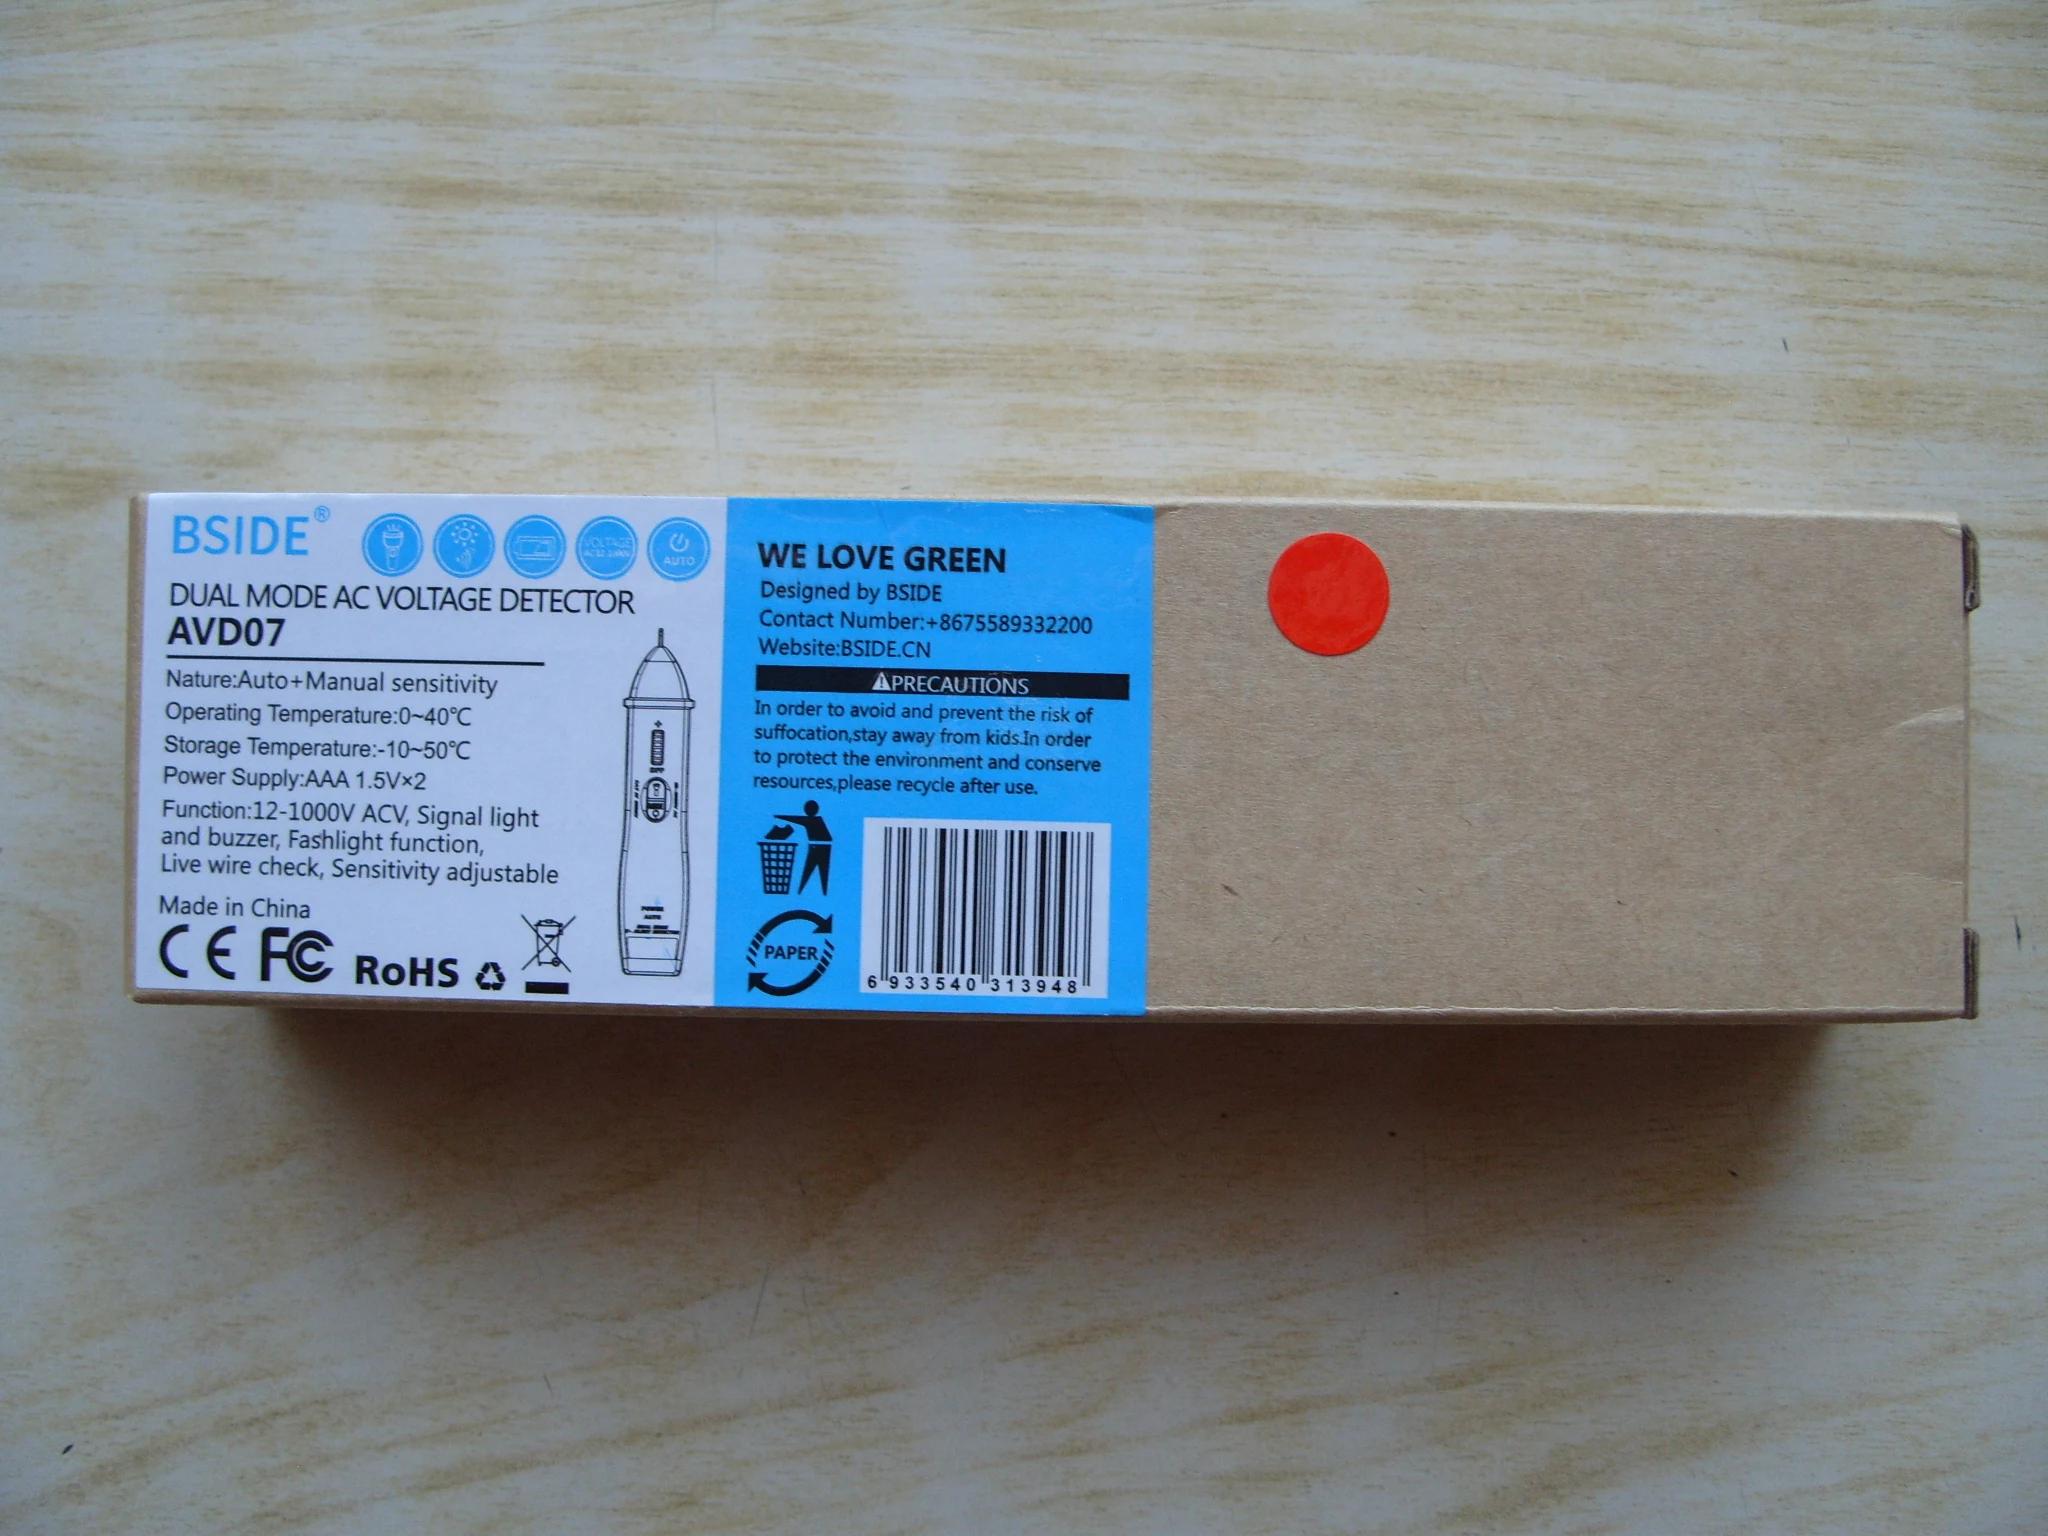 BSIDE®
VOLTAGE
AUTO
DUAL MODE AC VOLTAGE DETECTOR
AVD07
Nature:Auto+Manual sensitivity
Operating Temperature:0~40℃
Storage Temperature:-10~50℃
Power Supply:AAA 1.5V×2
Function:12-1000V ACV, Signal light
and buzzer, Fashlight function,
Live wire check, Sensitivity adjustable
Made in China
CE FC RoHS
POWER
AUTO
WE LOVE GREEN
Designed by BSIDE
Contact Number:+8675589332200
Website:BSIDE.CN
PRECAUTIONS
In order to avoid and prevent the risk of
suffocation,stay away from kids.In order
to protect the environment and conserve
resources,please recycle after use.
PAPER
6 933540 313948